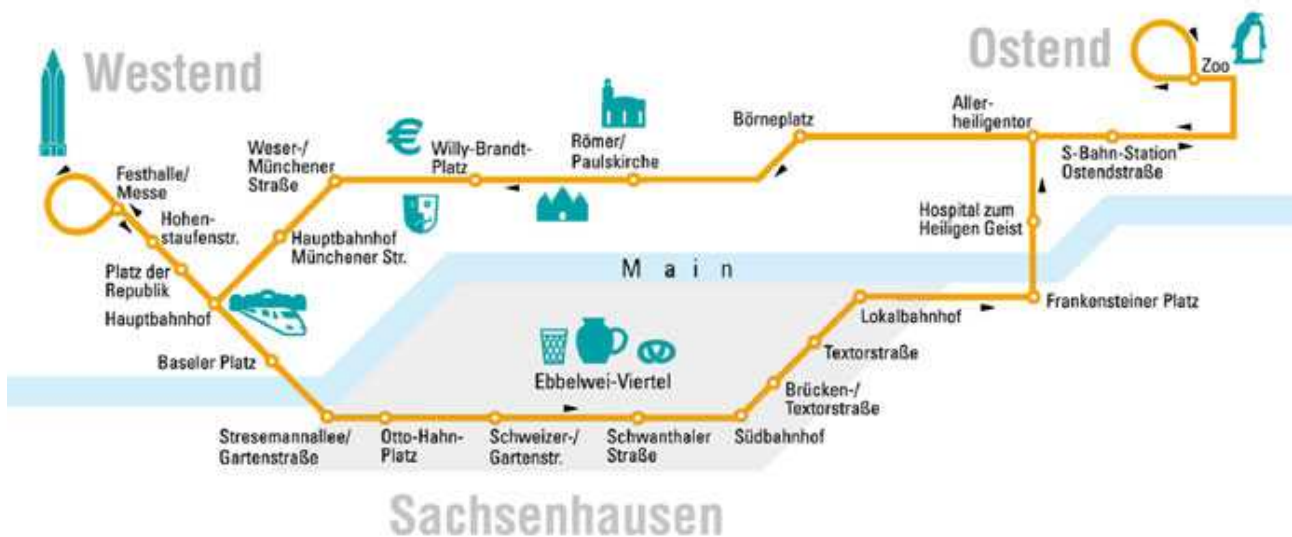 Westend
Ostend
Zoo
Aller-
heiligentor
Börneplatz
S-Bahn-Station
Ostendstraße
Weser-/
Münchener
Straße
€
Willy-Brandt-
Platz
Römer/
Paulskirche
Festhalle/
Messe
Hohen-
staufenstr.
Hospital zum
Heiligen Geist
Hauptbahnhof
Münchener Str.
Platz der
Republik
Main
Hauptbahnhof
Lokalbahnhof
Frankensteiner Platz
Textorstraße
Baseler Platz
Ebbelwei-Viertel
Brücken-/
Textorstraße
Stresemannallee/
Gartenstraße
Otto-Hahn-
Platz
Schweizer-/
Gartenstr.
Schwanthaler
Straße
Südbahnhof
Sachsenhausen